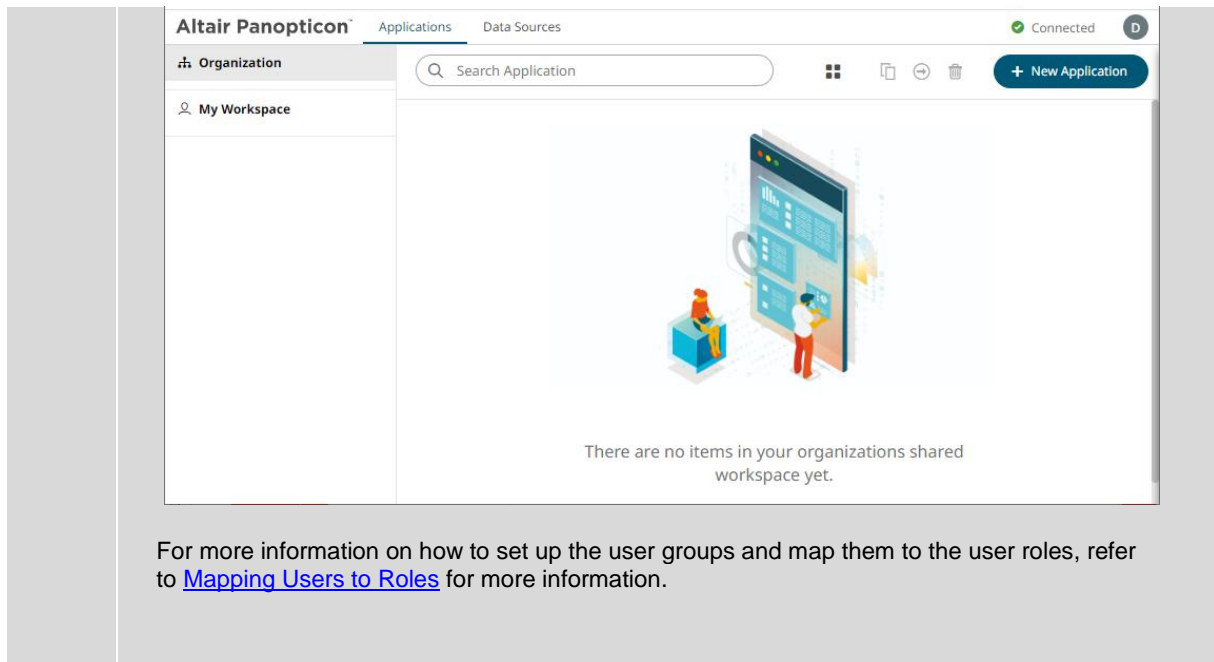 Altair Panopticon™ Applications Data Sources Connected D
Organization Search Application + New Application
My Workspace
There are no items in your organizations shared
workspace yet.
For more information on how to set up the user groups and map them to the user roles, refer
to Mapping Users to Roles for more information.